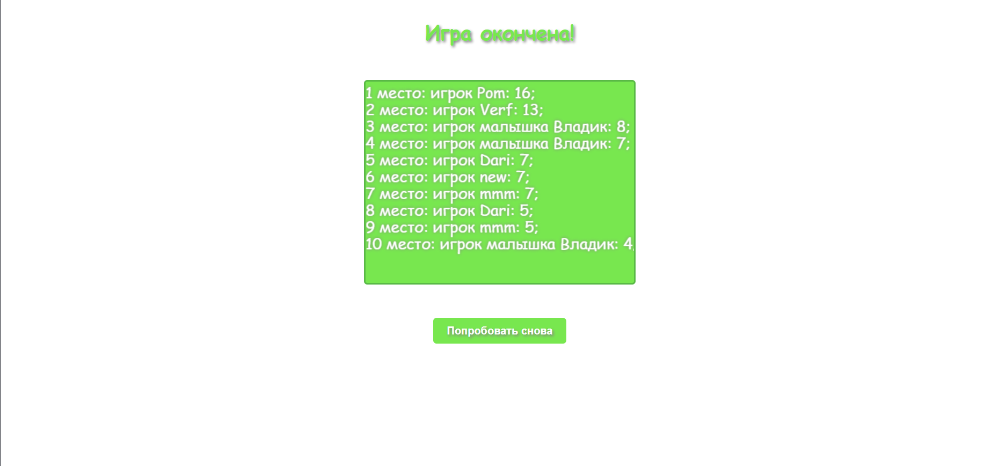 Игра окончена!
1 место: игрок Pom: 16;
2 место: игрок Verf: 13;
3 место: игрок малышка Владик: 8;
4 место: игрок малышка Владик: 7;
5 место: игрок Dari: 7;
6 место: игрок new: 7;
7 место: игрок mmm: 7;
8 место: игрок Dari: 5;
9 место: игрок mmm: 5;
10 место: игрок малышка Владик: 4;
Попробовать снова